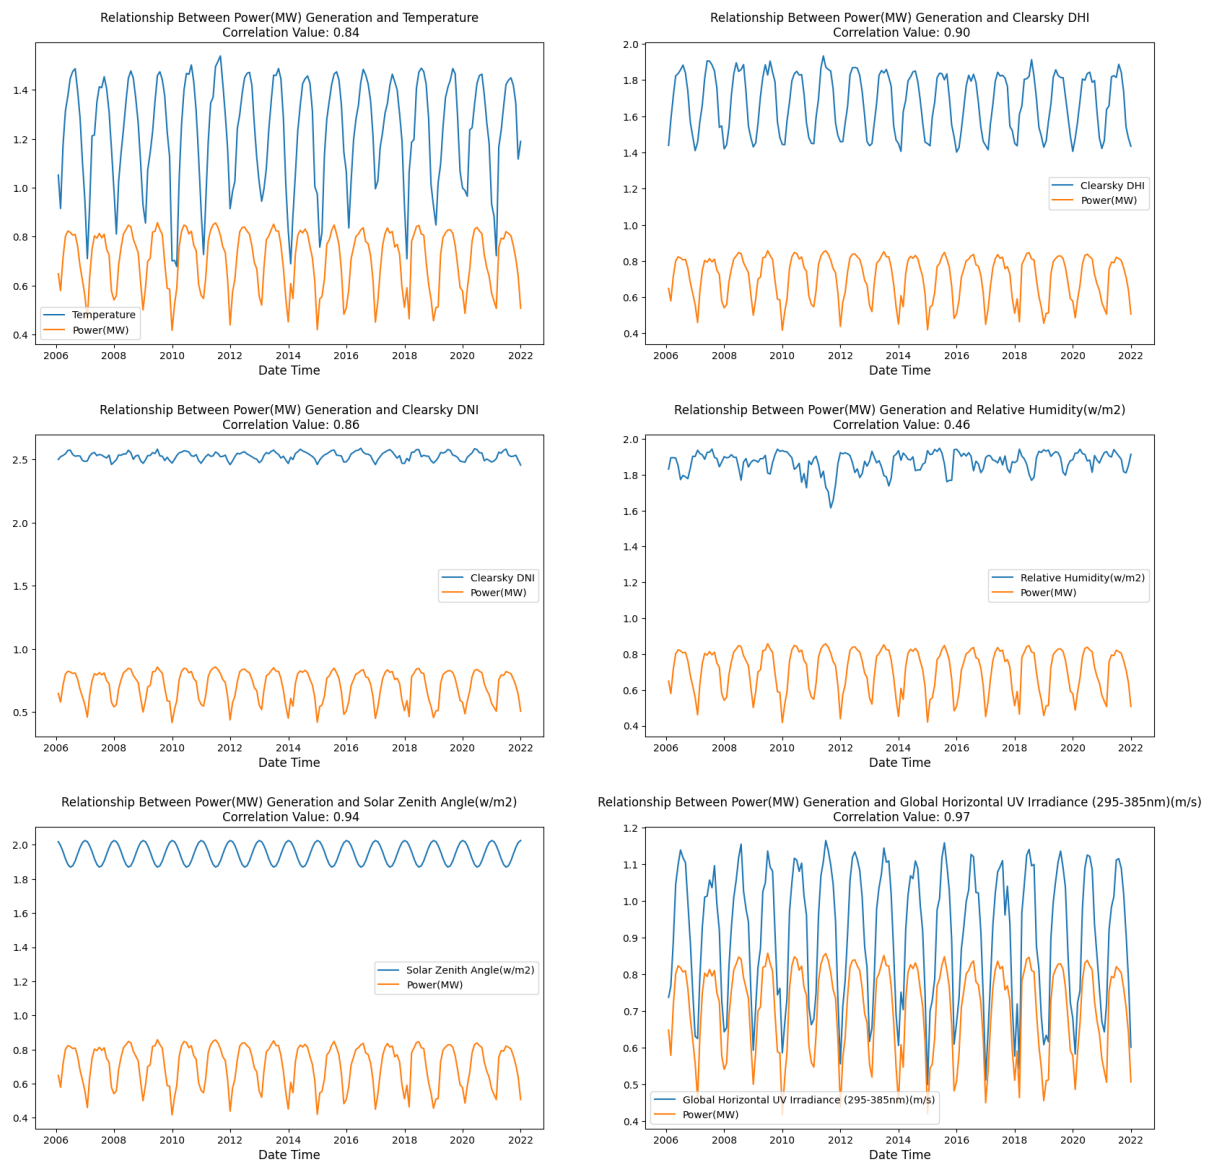 Relationship Between Power(MW) Generation and Temperature
Correlation Value: 0.84
1.4
1.2
1.0
0.8
0.6
0.4
Temperature
Power(MW)
2006 2008 2010 2012 2014 2016 2018 2020 2022
Date Time
Relationship Between Power(MW) Generation and Clearsky DHI
Correlation Value: 0.90
2.0
1.8
1.6
1.4
1.2
1.0
0.8
0.6
0.4
Clearsky DHI
Power(MW)
2006 2008 2010 2012 2014 2016 2018 2020 2022
Date Time
Relationship Between Power(MW) Generation and Clearsky DNI
Correlation Value: 0.86
2.5
2.0
1.5
1.0
0.5
Clearsky DNI
Power(MW)
2006 2008 2010 2012 2014 2016 2018 2020 2022
Date Time
Relationship Between Power(MW) Generation and Relative Humidity(w/m2)
Correlation Value: 0.46
2.0
1.8
1.6
1.4
1.2
1.0
0.8
0.6
0.4
Relative Humidity(w/m2)
Power(MW)
2006 2008 2010 2012 2014 2016 2018 2020 2022
Date Time
Relationship Between Power(MW) Generation and Solar Zenith Angle(w/m2)
Correlation Value: 0.94
2.0
1.8
1.6
1.4
1.2
1.0
0.8
0.6
0.4
Solar Zenith Angle(w/m2)
Power(MW)
2006 2008 2010 2012 2014 2016 2018 2020 2022
Date Time
Relationship Between Power(MW) Generation and Global Horizontal UV Irradiance (295-385nm)(m/s)
Correlation Value: 0.97
1.2
1.1
1.0
0.9
0.8
0.7
0.6
0.5
0.4
Global Horizontal UV Irradiance (295-385nm)(m/s)
Power(MW)
2006 2008 2010 2012 2014 2016 2018 2020 2022
Date Time